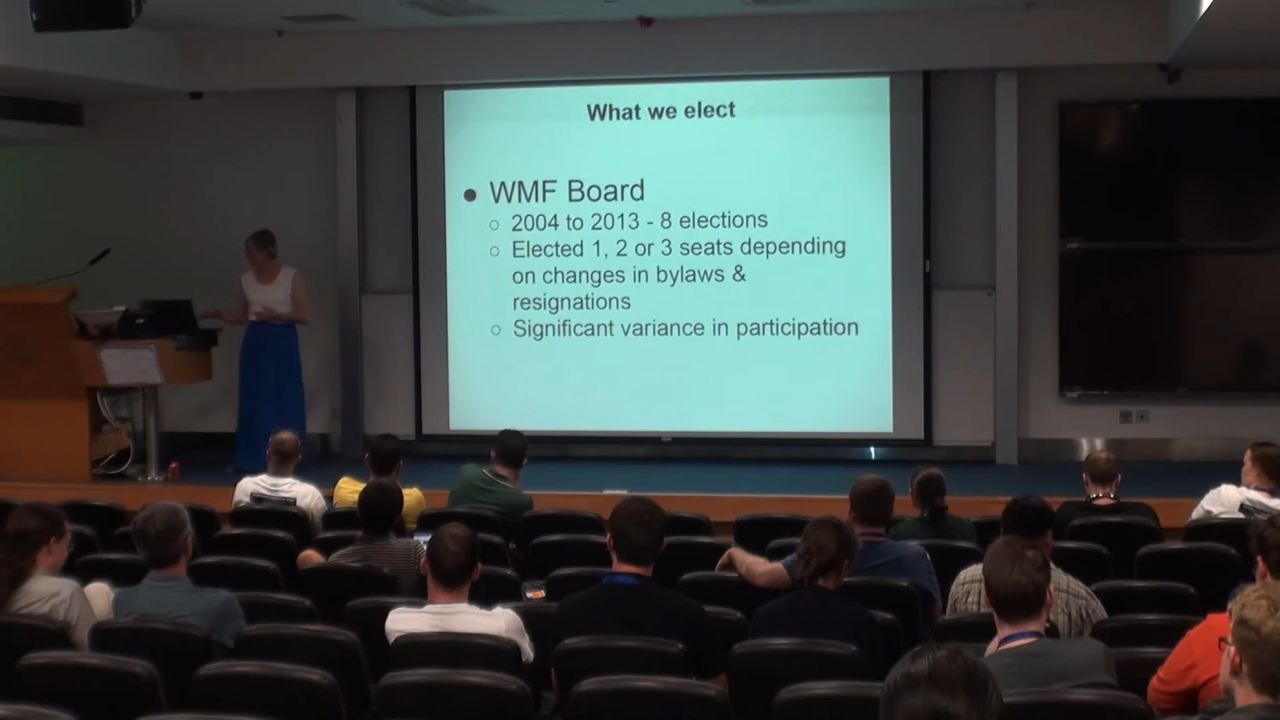 What we elect
● WMF Board
○ 2004 to 2013 - 8 elections
○ Elected 1, 2 or 3 seats depending
on changes in bylaws &
resignations
○ Significant variance in participation